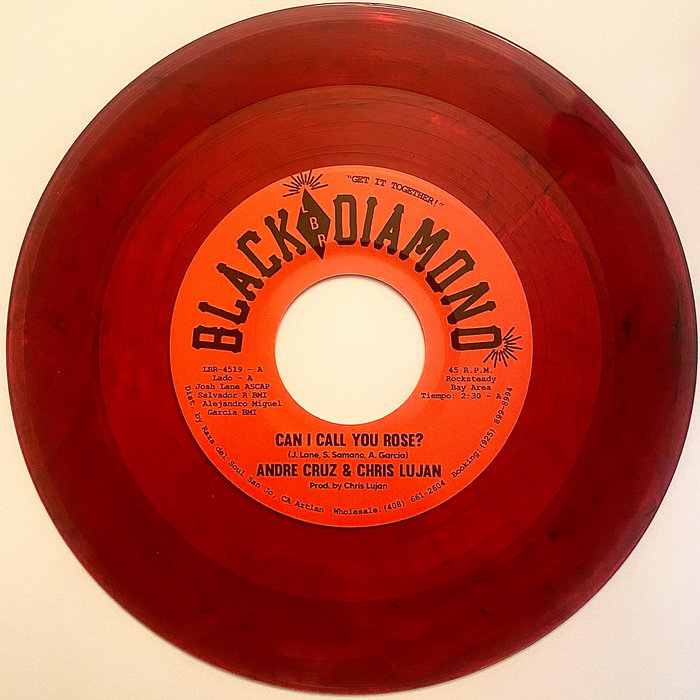 "GET IT TOGETHER!"
BLACK DIAMOND
LBR
LBR-4519 - A
Lado - A
Josh Lane ASCAP
Salvador R BMI
Alejandro Miguel
Garcia BMI
45 R.P.M.
Rocksteady
Bay Area
Tiempo: 2:30 - A
CAN I CALL YOU ROSE?
(J. Lane, S. Samano, A. Garcia)
ANDRE CRUZ & CHRIS LUJAN
Prod. by Chris Lujan
Dist. by Raza del Soul San Jo, CA Aztlan Wholesale: (408) 661-2604 Booking: (925) 899-8994